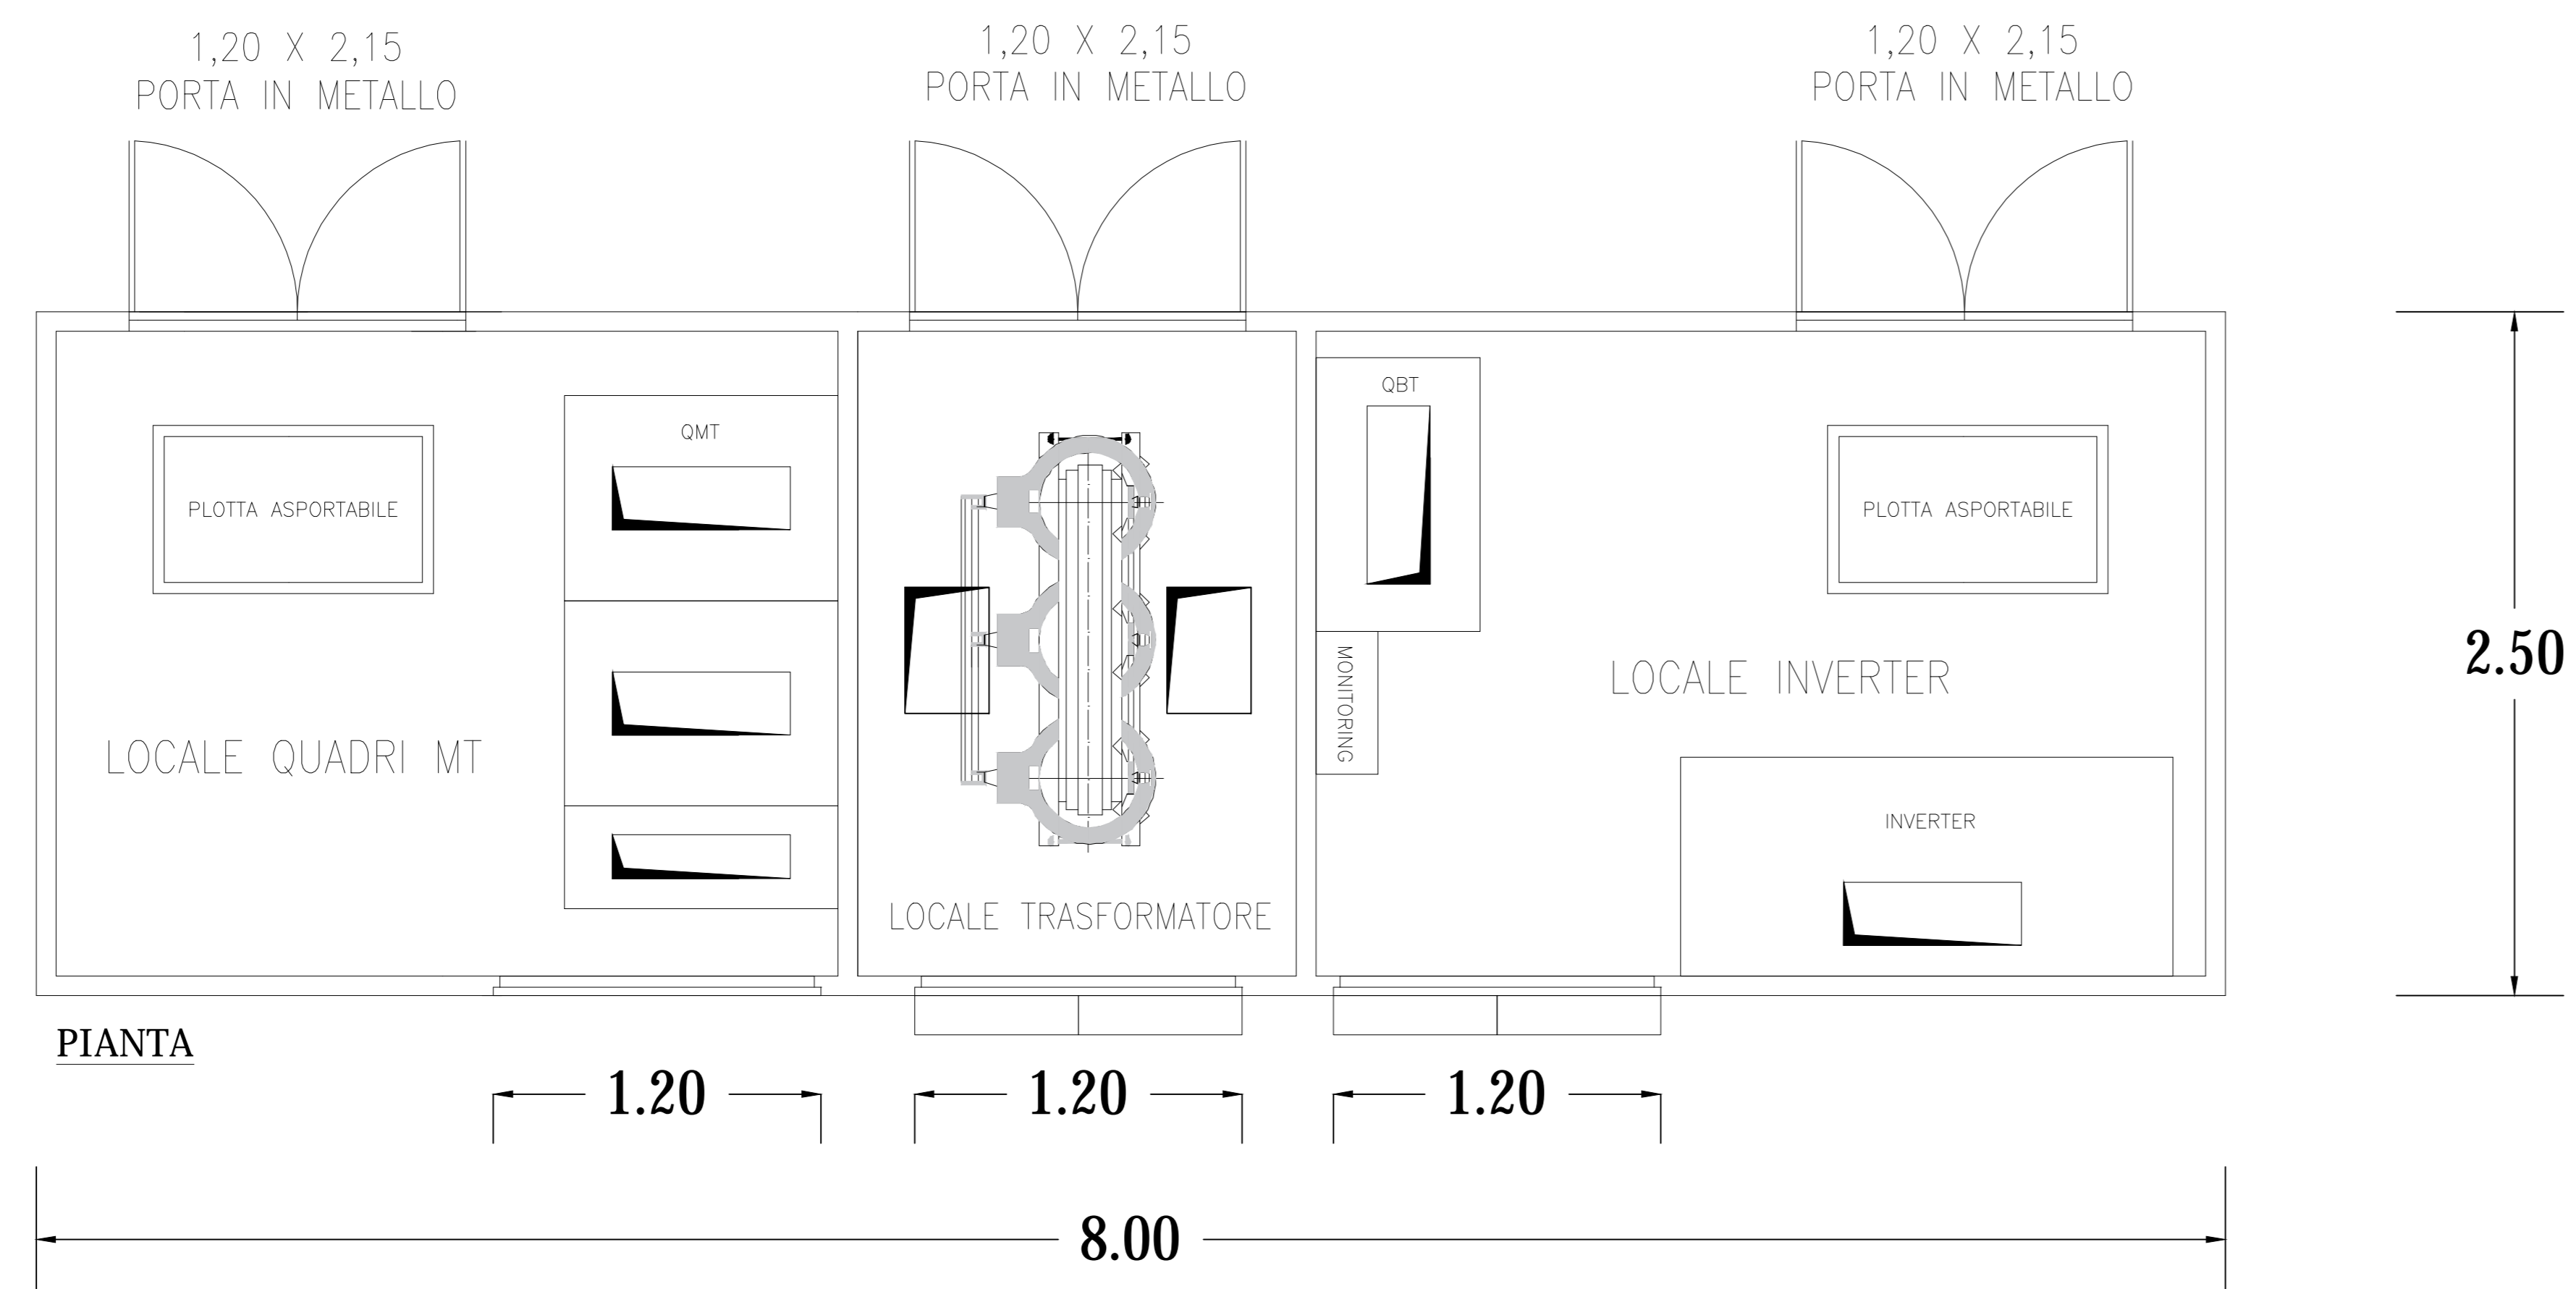 1,20 X 2,15
PORTA IN METALLO
1,20 X 2,15
PORTA IN METALLO
1,20 X 2,15
PORTA IN METALLO
QMT
PLOTTA ASPORTABILE
LOCALE QUADRI MT
LOCALE TRASFORMATORE
QBT
MONITORING
PLOTTA ASPORTABILE
LOCALE INVERTER
INVERTER
2.50
PIANTA
1.20
1.20
1.20
8.00